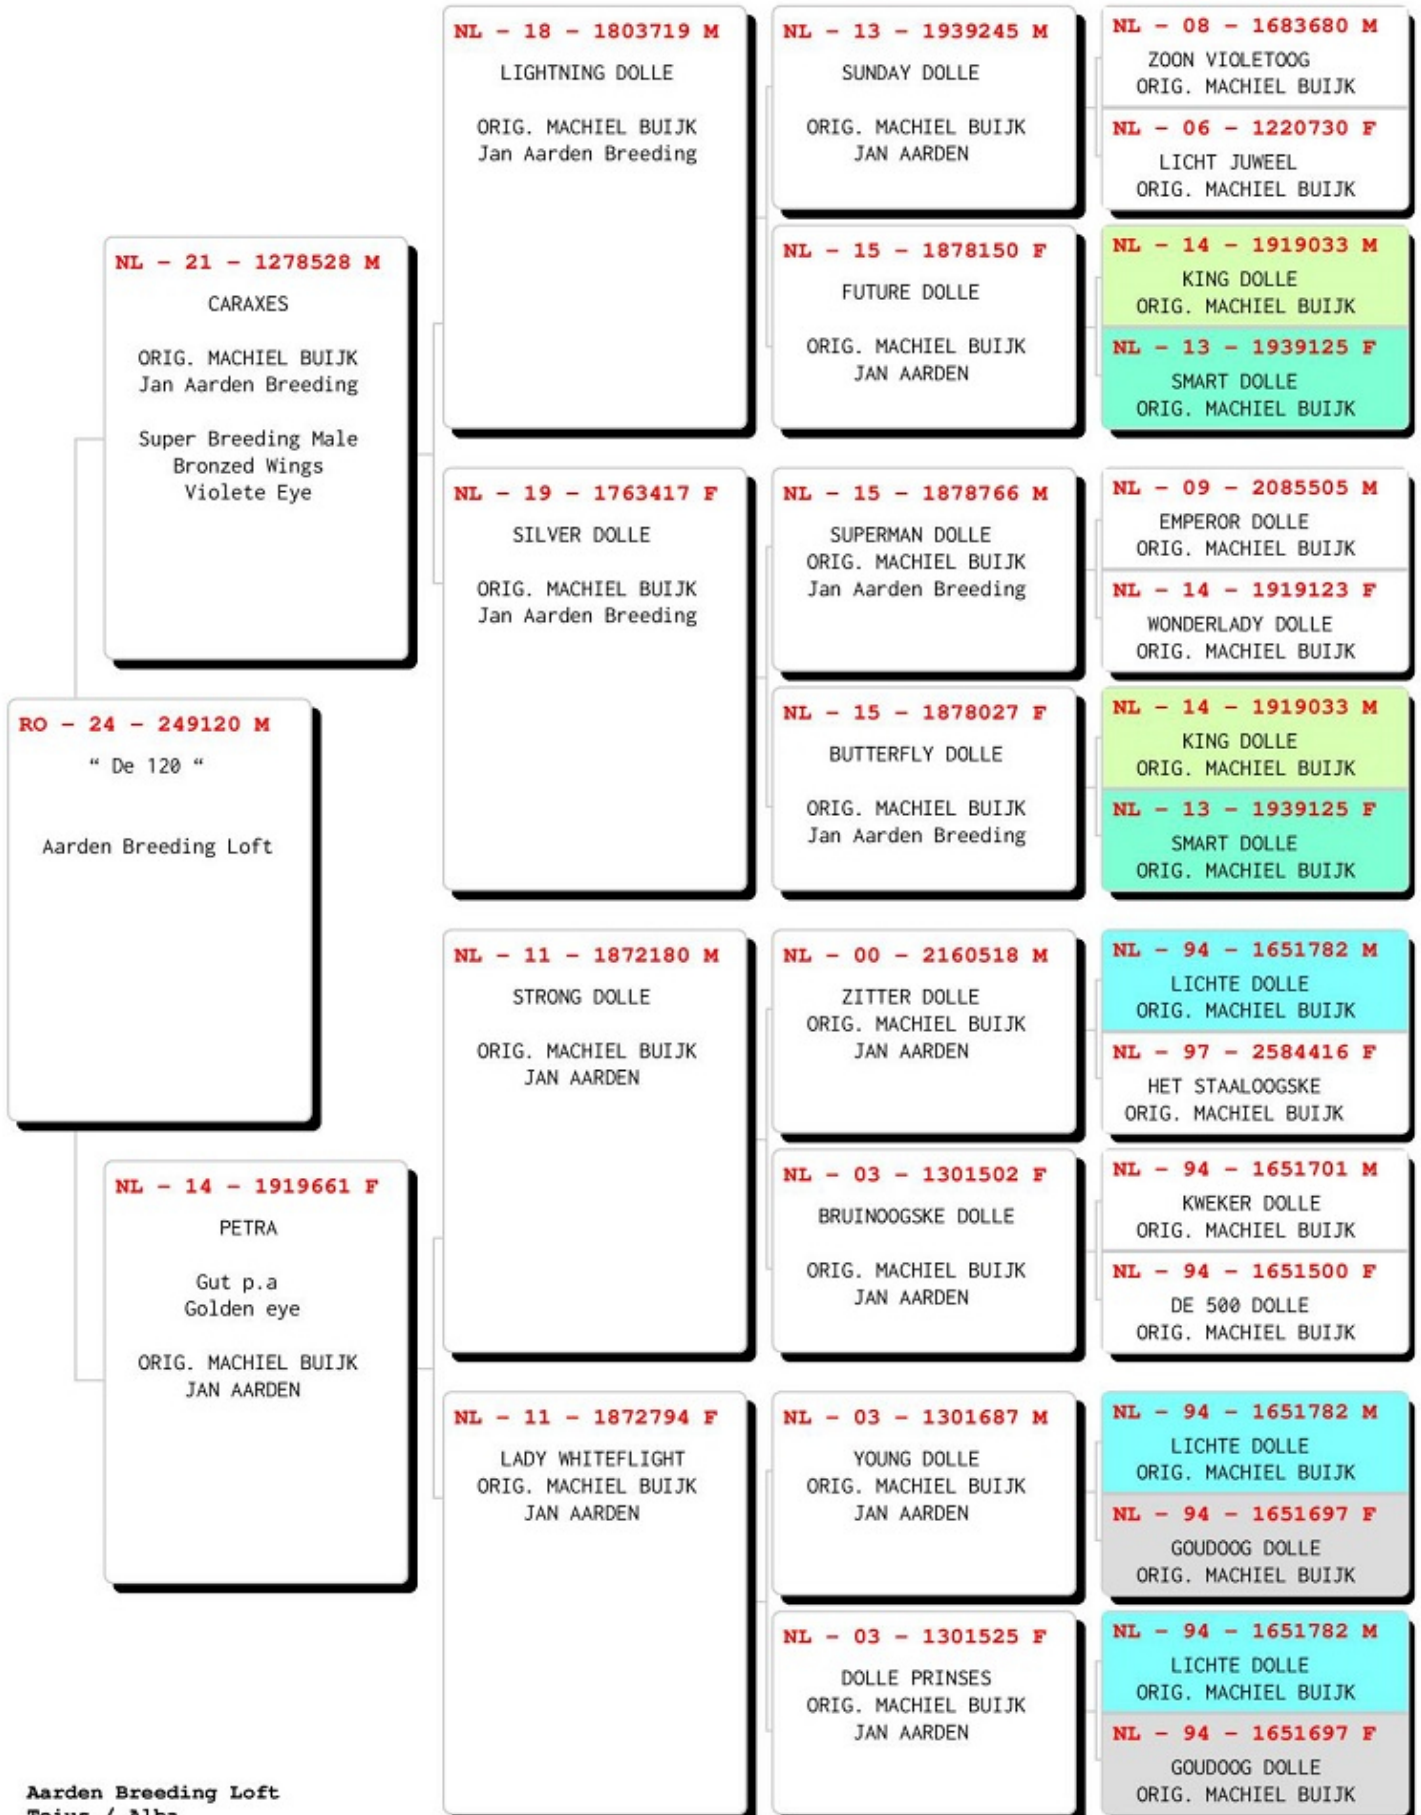 RO - 24 - 249120 M
“ De 120 “
Aarden Breeding Loft
NL - 21 - 1278528 M
CARAXES
ORIG. MACHIEL BUIJK
Jan Aarden Breeding
Super Breeding Male
Bronzed Wings
Violete Eye
NL - 14 - 1919661 F
PETRA
Gut p.a
Golden eye
ORIG. MACHIEL BUIJK
JAN AARDEN
NL - 18 - 1803719 M
LIGHTNING DOLLE
ORIG. MACHIEL BUIJK
Jan Aarden Breeding
NL - 19 - 1763417 F
SILVER DOLLE
ORIG. MACHIEL BUIJK
Jan Aarden Breeding
NL - 11 - 1872180 M
STRONG DOLLE
ORIG. MACHIEL BUIJK
JAN AARDEN
NL - 11 - 1872794 F
LADY WHITEFLIGHT
ORIG. MACHIEL BUIJK
JAN AARDEN
NL - 13 - 1939245 M
SUNDAY DOLLE
ORIG. MACHIEL BUIJK
JAN AARDEN
NL - 15 - 1878150 F
FUTURE DOLLE
ORIG. MACHIEL BUIJK
JAN AARDEN
NL - 15 - 1878766 M
SUPERMAN DOLLE
ORIG. MACHIEL BUIJK
Jan Aarden Breeding
NL - 15 - 1878027 F
BUTTERFLY DOLLE
ORIG. MACHIEL BUIJK
Jan Aarden Breeding
NL - 00 - 2160518 M
ZITTER DOLLE
ORIG. MACHIEL BUIJK
JAN AARDEN
NL - 03 - 1301502 F
BRUINOOGSKE DOLLE
ORIG. MACHIEL BUIJK
JAN AARDEN
NL - 03 - 1301687 M
YOUNG DOLLE
ORIG. MACHIEL BUIJK
JAN AARDEN
NL - 03 - 1301525 F
DOLLE PRINSES
ORIG. MACHIEL BUIJK
JAN AARDEN
NL - 08 - 1683680 M
ZOON VIOLETOOG
ORIG. MACHIEL BUIJK
NL - 06 - 1220730 F
LICHT JUWEEL
ORIG. MACHIEL BUIJK
NL - 14 - 1919033 M
KING DOLLE
ORIG. MACHIEL BUIJK
NL - 13 - 1939125 F
SMART DOLLE
ORIG. MACHIEL BUIJK
NL - 09 - 2085505 M
EMPEROR DOLLE
ORIG. MACHIEL BUIJK
NL - 14 - 1919123 F
WONDERLADY DOLLE
ORIG. MACHIEL BUIJK
NL - 14 - 1919033 M
KING DOLLE
ORIG. MACHIEL BUIJK
NL - 13 - 1939125 F
SMART DOLLE
ORIG. MACHIEL BUIJK
NL - 94 - 1651782 M
LICHTE DOLLE
ORIG. MACHIEL BUIJK
NL - 97 - 2584416 F
HET STAALOOGSKE
ORIG. MACHIEL BUIJK
NL - 94 - 1651701 M
KWEKER DOLLE
ORIG. MACHIEL BUIJK
NL - 94 - 1651500 F
DE 500 DOLLE
ORIG. MACHIEL BUIJK
NL - 94 - 1651782 M
LICHTE DOLLE
ORIG. MACHIEL BUIJK
NL - 94 - 1651697 F
GOUDOOG DOLLE
ORIG. MACHIEL BUIJK
NL - 94 - 1651782 M
LICHTE DOLLE
ORIG. MACHIEL BUIJK
NL - 94 - 1651697 F
GOUDOOG DOLLE
ORIG. MACHIEL BUIJK
Aarden Breeding Loft
/ Alba